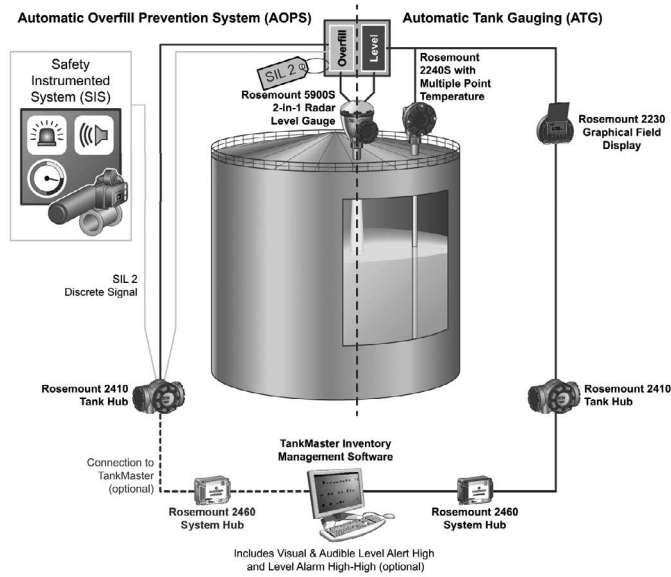 Automatic Overfill Prevention System (AOPS)
Automatic Tank Gauging (ATG)
Safety
Instrumented
System (SIS)
SIL 2
Overfill
Level
Rosemount 5900S
2-in-1 Radar
Level Gauge
Rosemount
2240S with
Multiple Point
Temperature
Rosemount 2230
Graphical Field
Display
SIL 2
Discrete Signal
Rosemount 2410
Tank Hub
Rosemount 2410
Tank Hub
Connection to
TankMaster
(optional)
TankMaster Inventory
Management Software
Rosemount 2460
System Hub
Rosemount 2460
System Hub
Includes Visual & Audible Level Alert High
and Level Alarm High-High (optional)